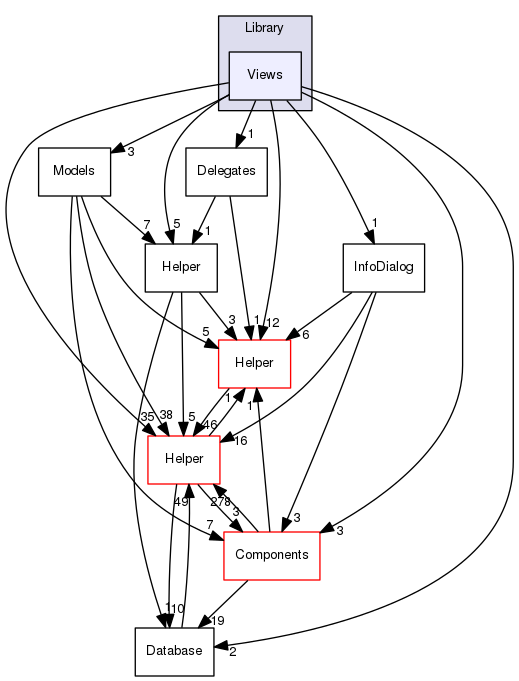 Library
Views
1
3
Models
Delegates
5
1
7
1
Helper
InfoDialog
3
1
12
5
6
Helper
1
1
35
38
5
46
16
Helper
49
278
3
3
7
3
Components
110
19
Database
2